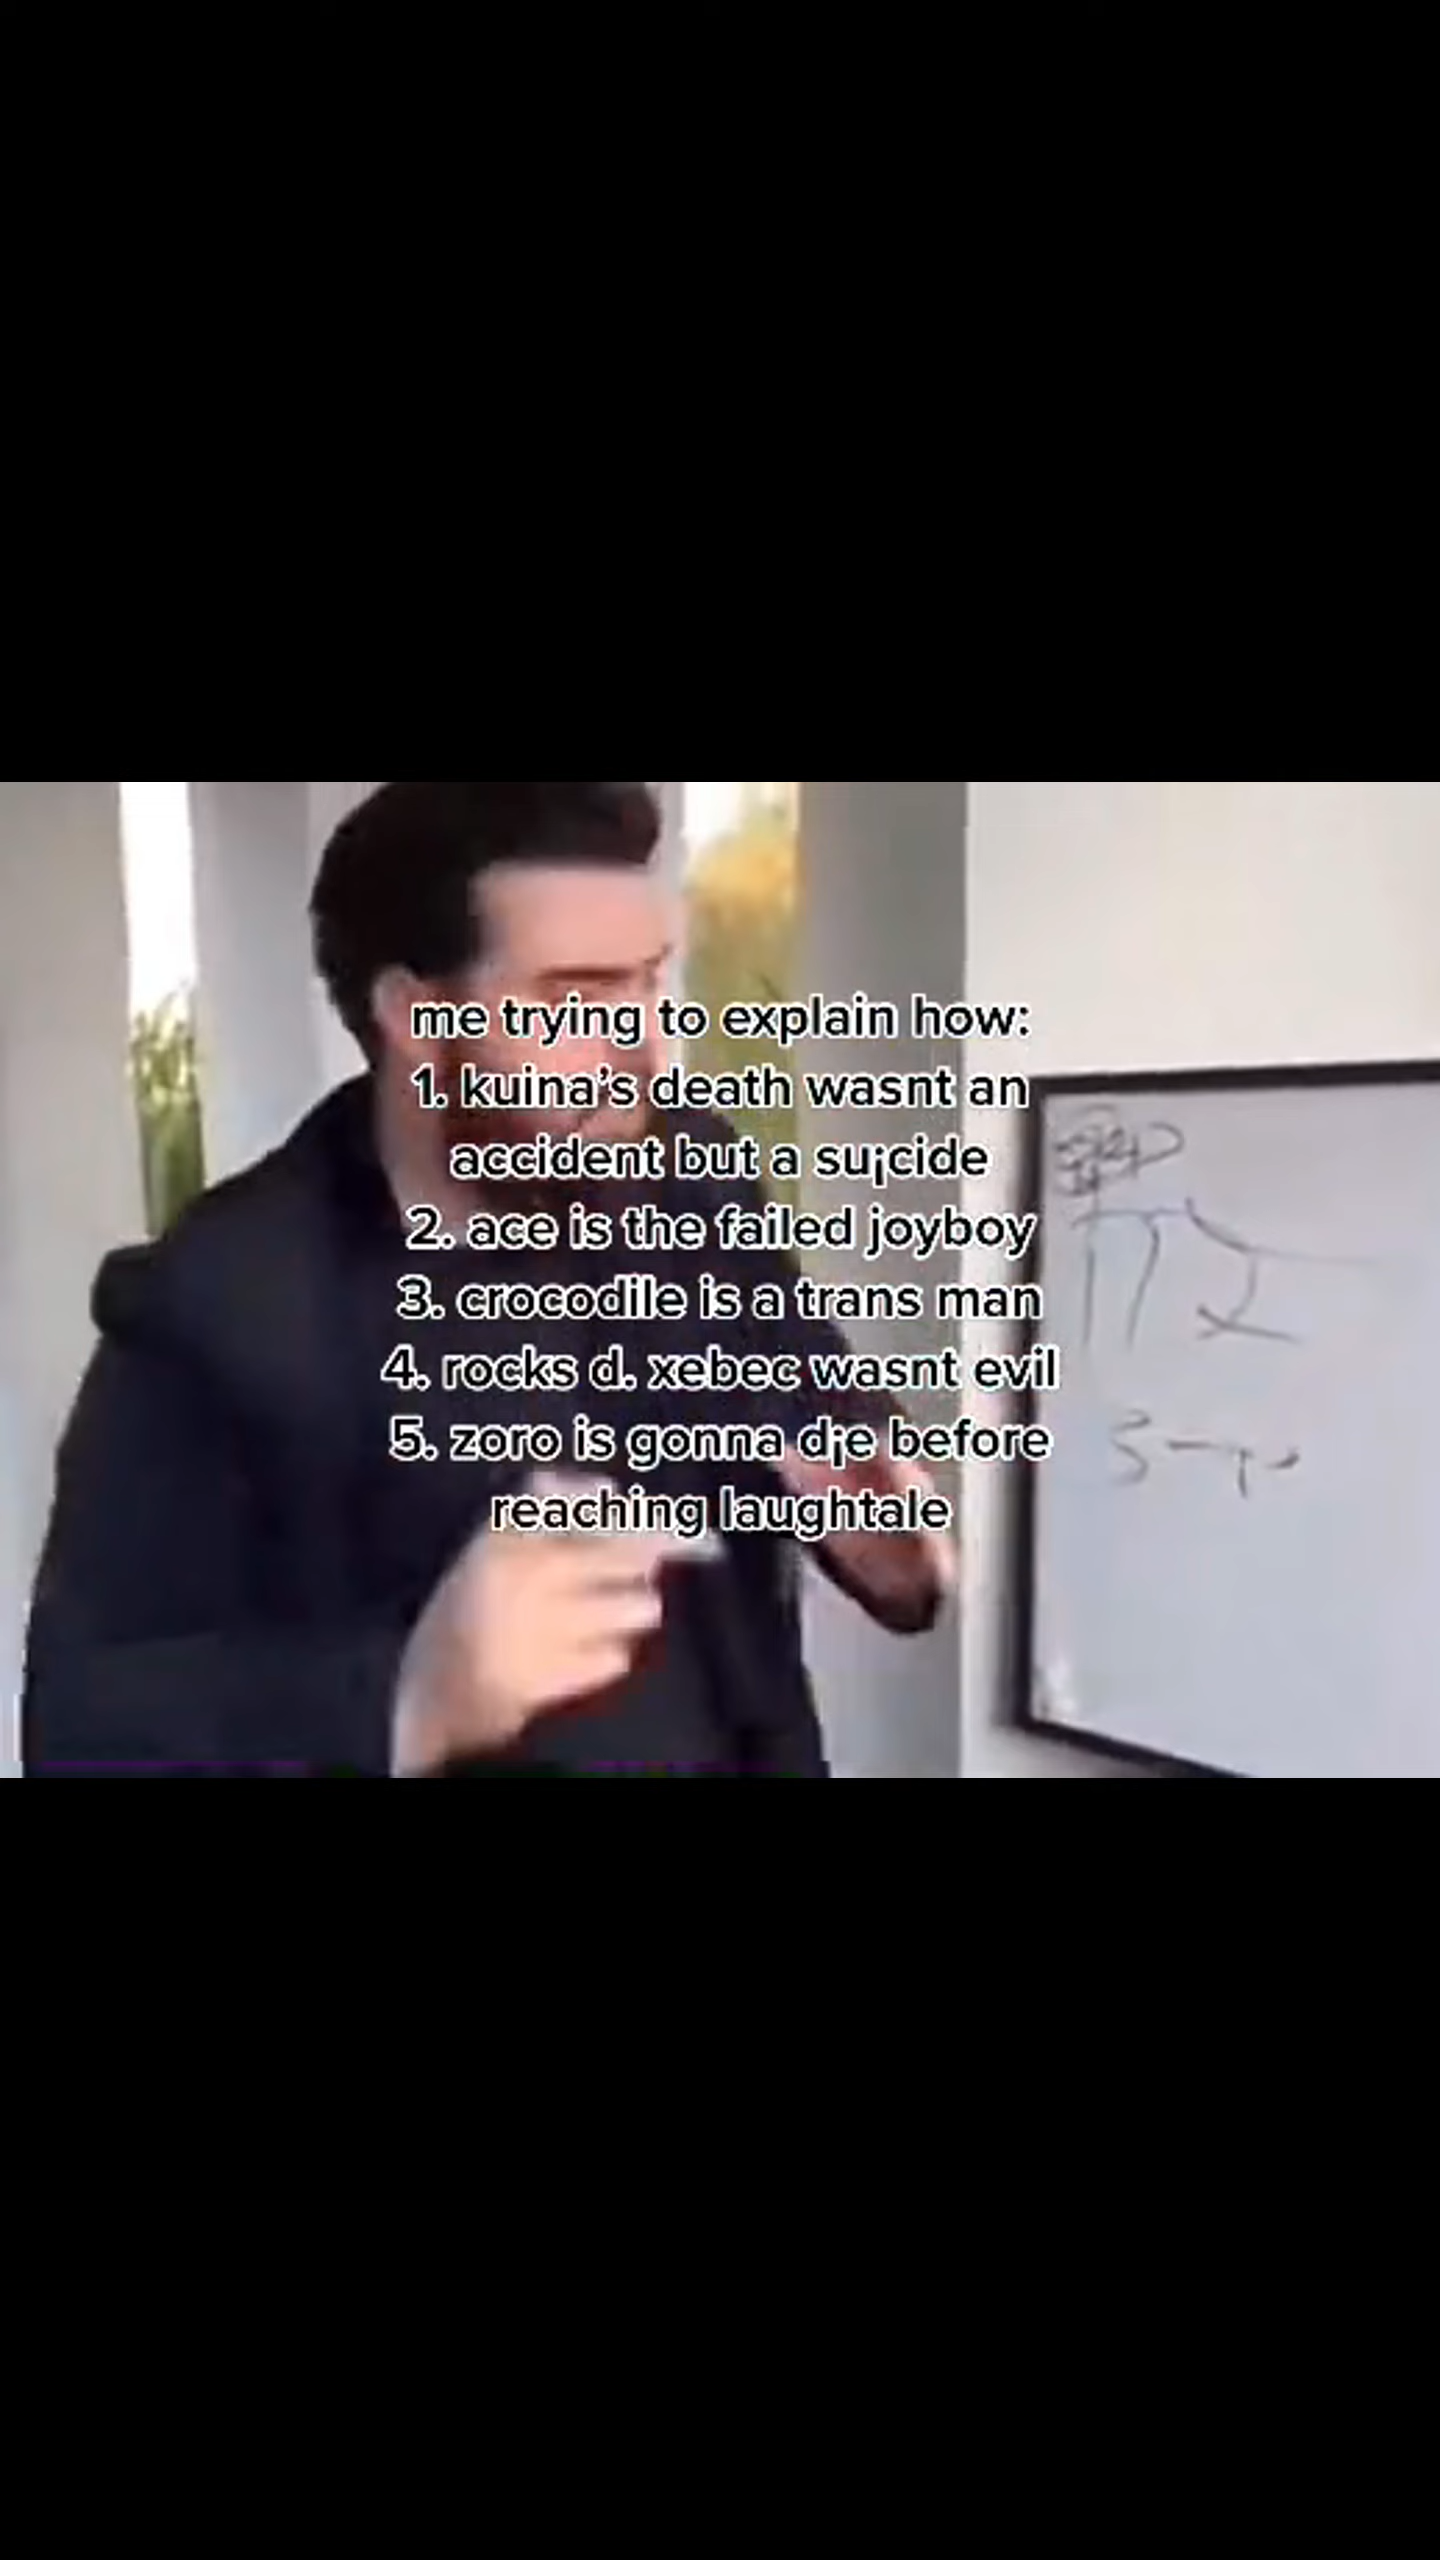 me trying to explain how:
1. kuina’s death wasnt an
accident but a su¡cide
2. ace is the failed joyboy
3. crocodile is a trans man
4. rocks d. xebec wasnt evil
5. zoro is gonna d¡e before
reaching laughtale